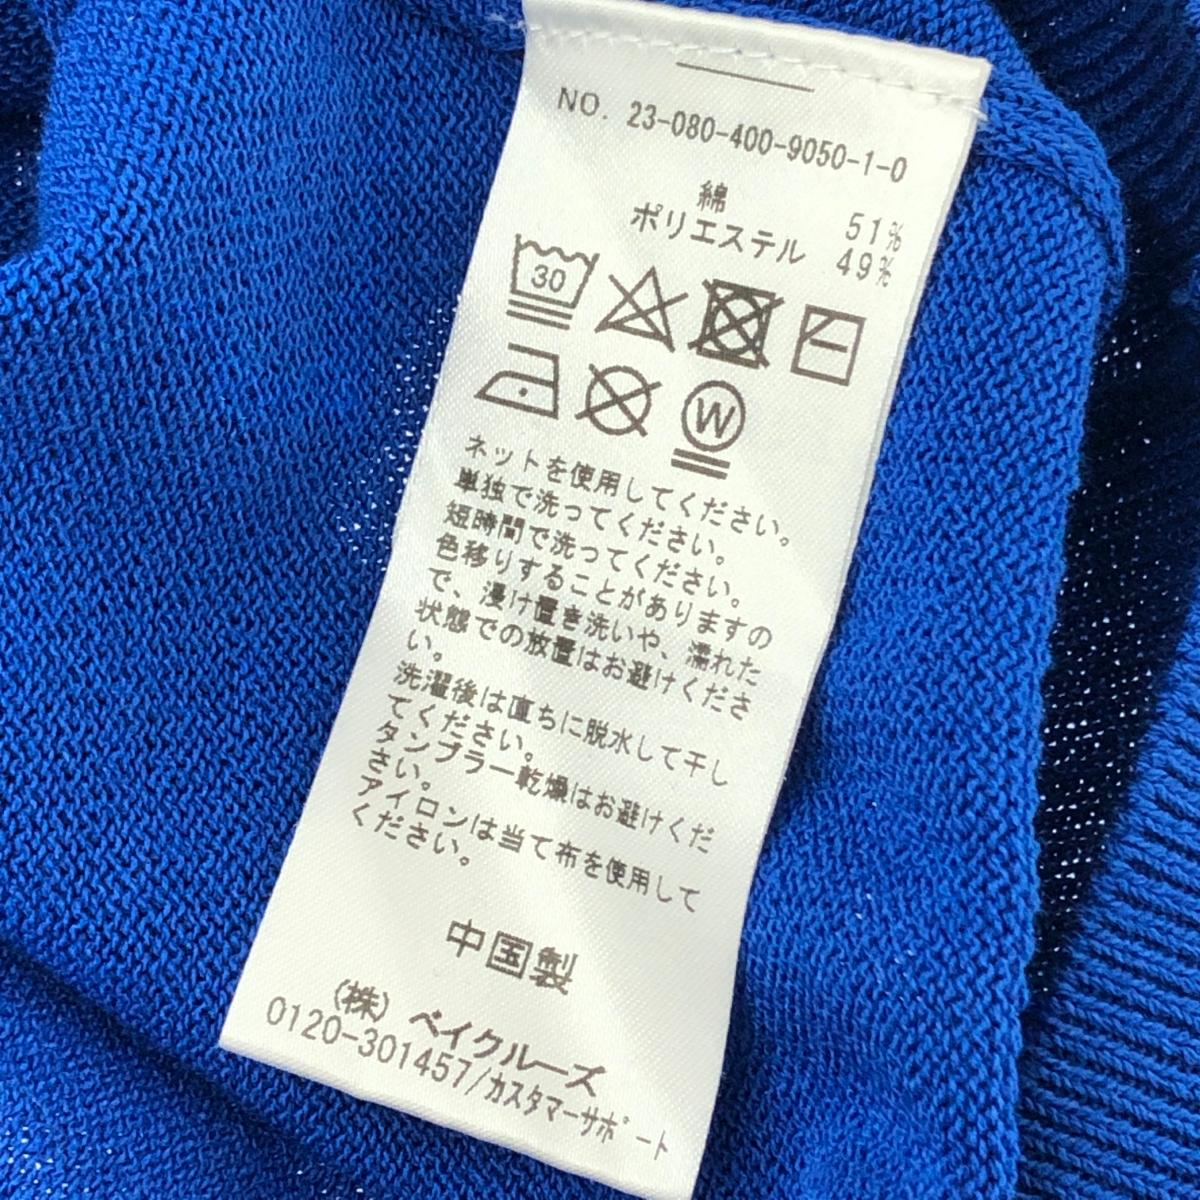 NO. 23-080-400-9050-1-0
綿 51%
ポリエステル 49%
30
W
ネットを使用してください。
単独で洗ってください。
短時間で洗ってください。
色移りすることがありますの
で、浸け置き洗いや、濡れた
状態での放置はお避けくださ
い。
洗濯後は直ちに脱水して干し
てください。
タンブラー乾燥はお避けくだ
さい。
アイロンは当て布を使用して
ください。
中国製
(株) ベイクルーズ
0120-301457/カスタマーサポート